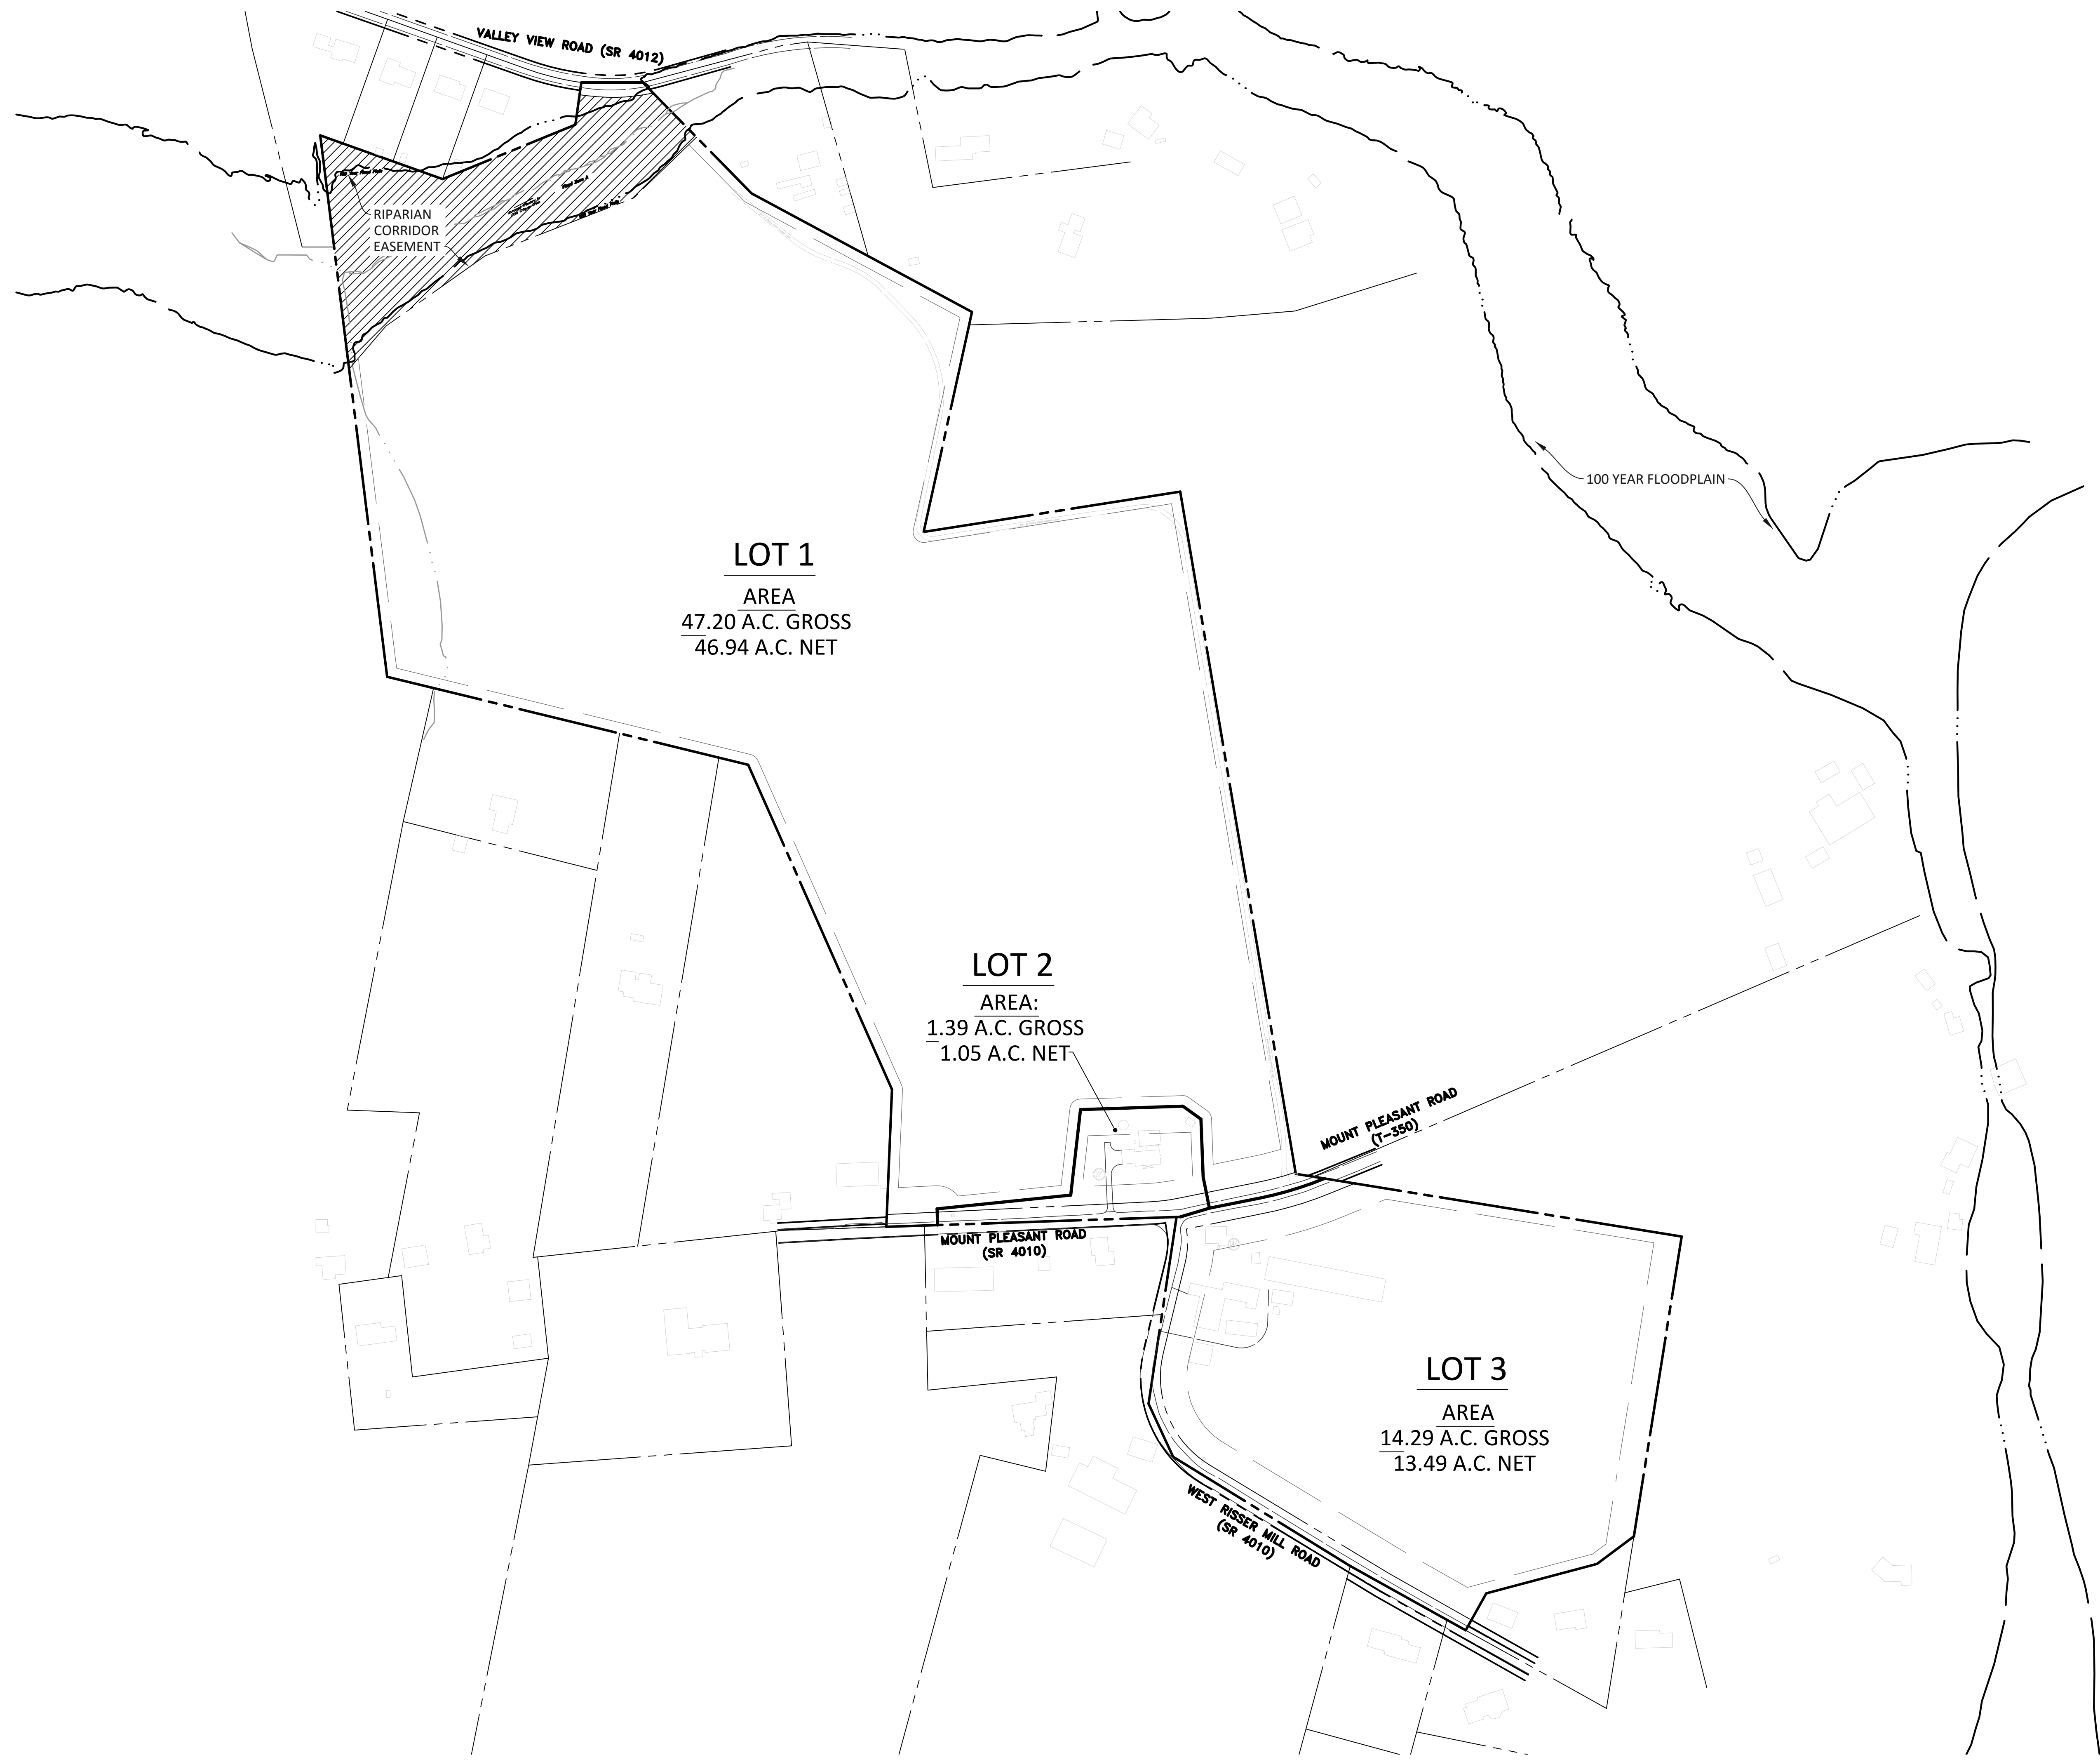 VALLEY VIEW ROAD (SR 4012)
RIPARIAN
CORRIDOR
EASEMENT
100 YEAR FLOODPLAIN
LOT 1
AREA
47.20 A.C. GROSS
46.94 A.C. NET
LOT 2
AREA:
1.39 A.C. GROSS
1.05 A.C. NET
MOUNT PLEASANT ROAD
(T-350)
MOUNT PLEASANT ROAD
(SR 4010)
LOT 3
AREA
14.29 A.C. GROSS
13.49 A.C. NET
WEST RISSER MILL ROAD
(SR 4010)